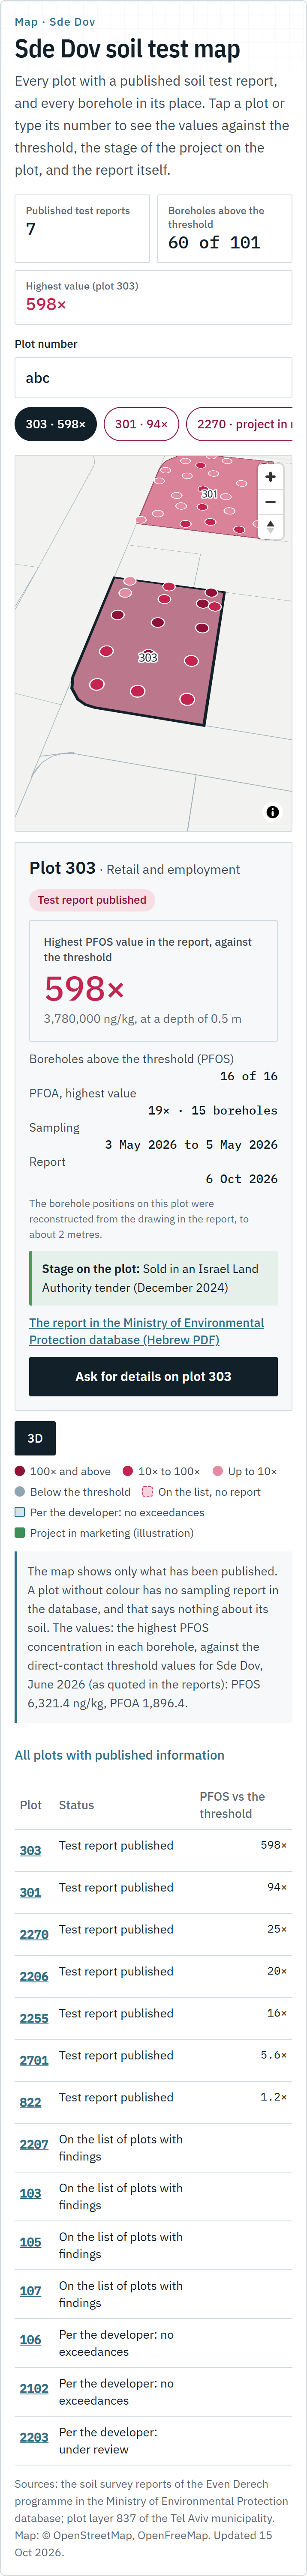 Map · Sde Dov
Sde Dov soil test map
Every plot with a published soil test report,
and every borehole in its place. Tap a plot or
type its number to see the values against the
threshold, the stage of the project on the
plot, and the report itself.
Published test reports
7
Boreholes above the
threshold
60 of 101
Highest value (plot 303)
598×
Plot number
abc
303 · 598×
301 · 94×
2270 · project in
301
303
Plot 303 · Retail and employment
Test report published
Highest PFOS value in the report, against
the threshold
598×
3,780,000 ng/kg, at a depth of 0.5 m
Boreholes above the threshold (PFOS)
16 of 16
PFOA, highest value
19× · 15 boreholes
Sampling
3 May 2026 to 5 May 2026
Report
6 Oct 2026
The borehole positions on this plot were
reconstructed from the drawing in the report, to
about 2 metres.
Stage on the plot: Sold in an Israel Land
Authority tender (December 2024)
The report in the Ministry of Environmental
Protection database (Hebrew PDF)
Ask for details on plot 303
3D
100× and above
10× to 100×
Up to 10×
Below the threshold
On the list, no report
Per the developer: no exceedances
Project in marketing (illustration)
The map shows only what has been published.
A plot without colour has no sampling report in
the database, and that says nothing about its
soil. The values: the highest PFOS
concentration in each borehole, against the
direct-contact threshold values for Sde Dov,
June 2026 (as quoted in the reports): PFOS
6,321.4 ng/kg, PFOA 1,896.4.
All plots with published information
Plot Status PFOS vs the
threshold
303 Test report published 598×
301 Test report published 94×
2270 Test report published 25×
2206 Test report published 20×
2255 Test report published 16×
2701 Test report published 5.6×
822 Test report published 1.2×
2207 On the list of plots with
findings
103 On the list of plots with
findings
105 On the list of plots with
findings
107 On the list of plots with
findings
106 Per the developer: no
exceedances
2102 Per the developer: no
exceedances
2203 Per the developer:
under review
Sources: the soil survey reports of the Even Derech
programme in the Ministry of Environmental Protection
database; plot layer 837 of the Tel Aviv municipality.
Map: © OpenStreetMap, OpenFreeMap. Updated 15
Oct 2026.